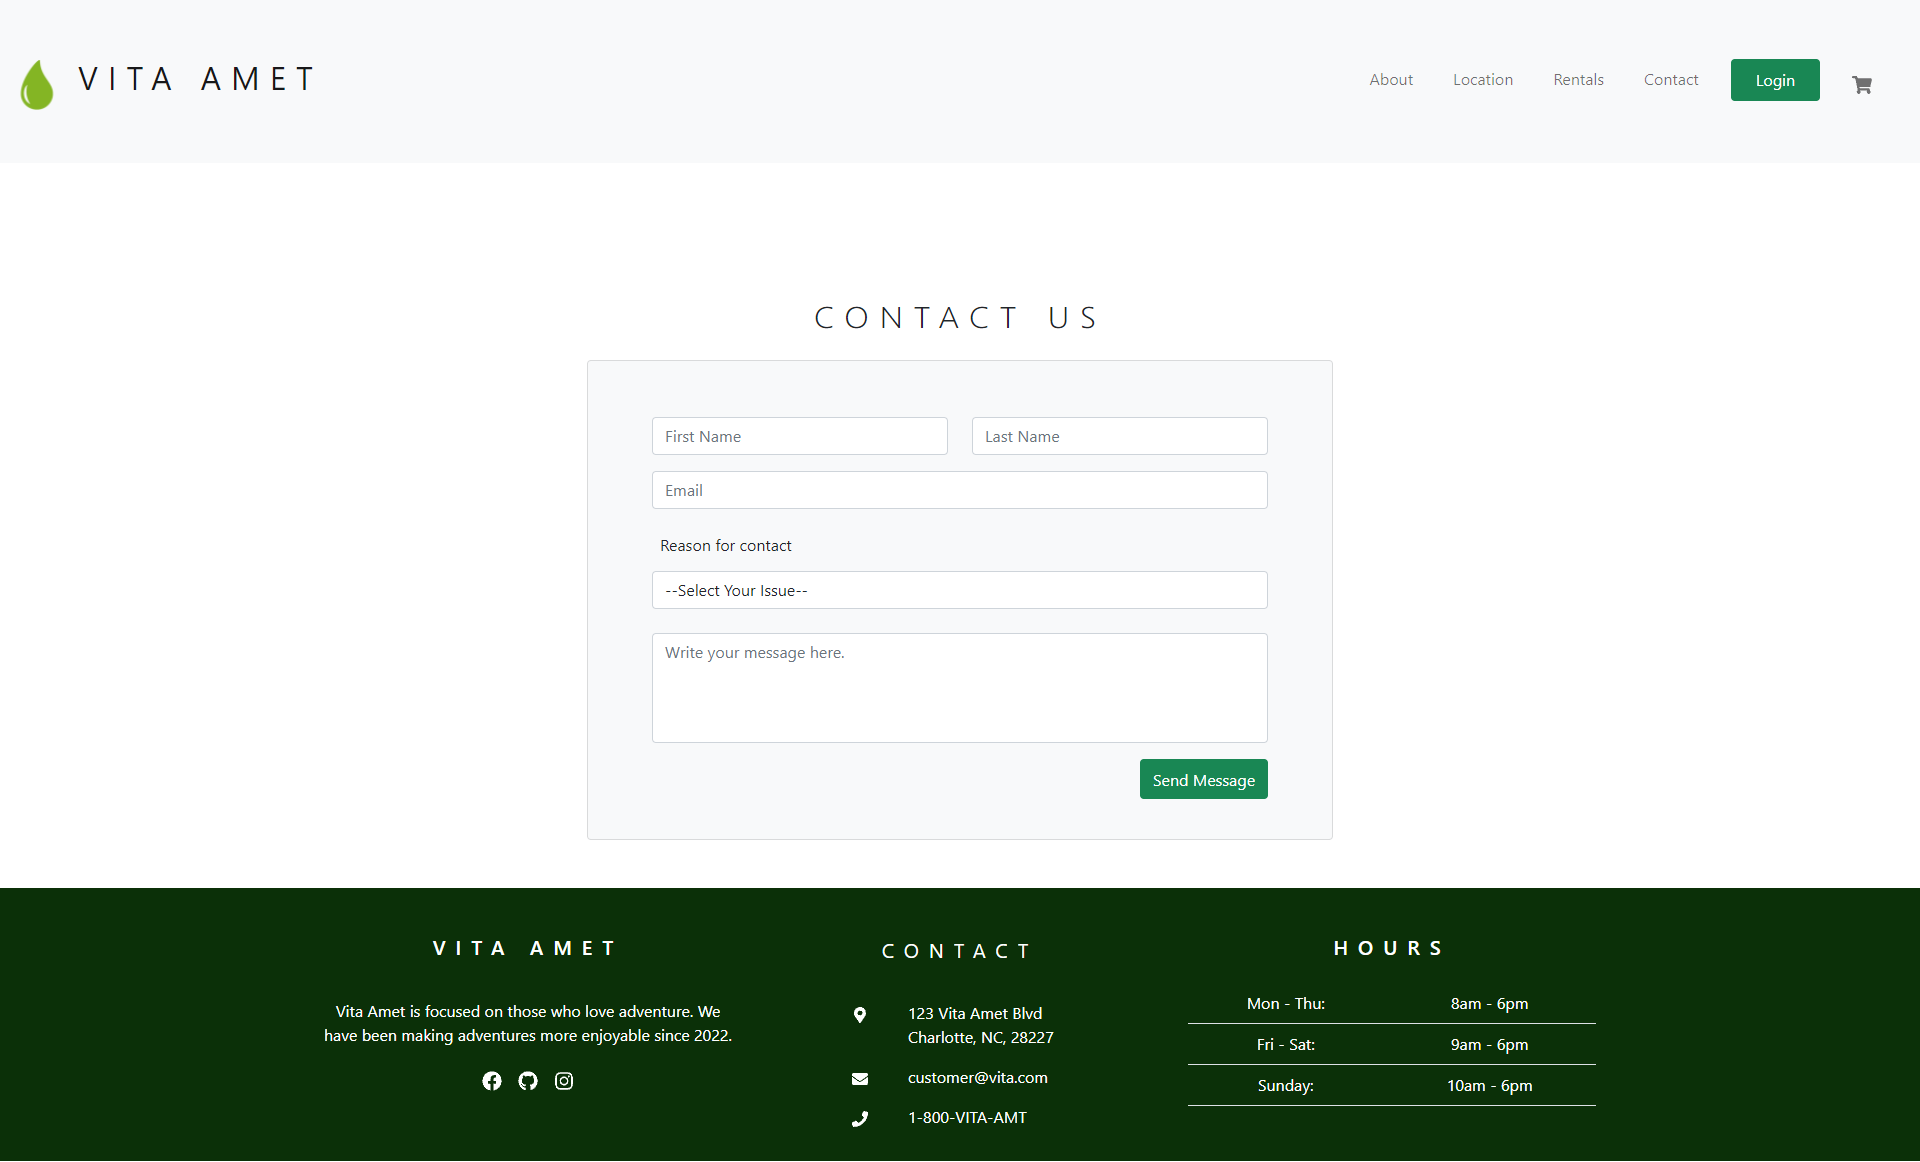 VITA AMET
About
Location
Rentals
Contact
Login
CONTACT US
First Name
Last Name
Email
Reason for contact
--Select Your Issue--
Write your message here.
Send Message
VITA AMET
Vita Amet is focused on those who love adventure. We
have been making adventures more enjoyable since 2022.
CONTACT
123 Vita Amet Blvd
Charlotte, NC, 28227
customer@vita.com
1-800-VITA-AMT
HOURS
Mon - Thu: 8am - 6pm
Fri - Sat: 9am - 6pm
Sunday: 10am - 6pm